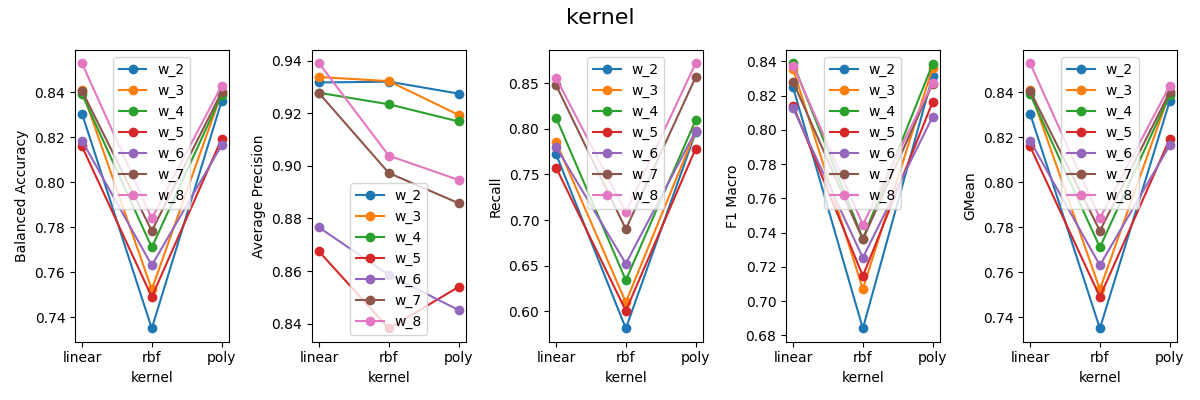 kernel
Balanced Accuracy
0.84
0.82
0.80
0.78
0.76
0.74
w_2
w_3
w_4
w_5
w_6
w_7
w_8
linear rbf poly
kernel
Average Precision
0.94
0.92
0.90
0.88
0.86
0.84
w_2
w_3
w_4
w_5
w_6
w_7
w_8
linear rbf poly
kernel
Recall
0.85
0.80
0.75
0.70
0.65
0.60
w_2
w_3
w_4
w_5
w_6
w_7
w_8
linear rbf poly
kernel
F1 Macro
0.84
0.82
0.80
0.78
0.76
0.74
0.72
0.70
0.68
w_2
w_3
w_4
w_5
w_6
w_7
w_8
linear rbf poly
kernel
GMean
0.84
0.82
0.80
0.78
0.76
0.74
w_2
w_3
w_4
w_5
w_6
w_7
w_8
linear rbf poly
kernel